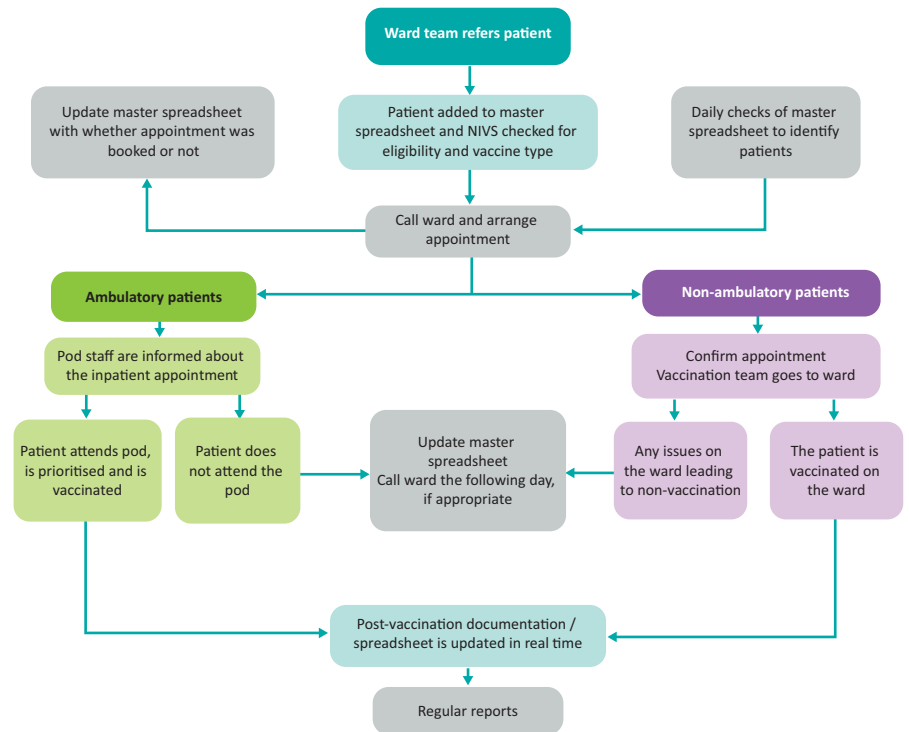 Ward team refers patient
Update master spreadsheet
with whether appointment was
booked or not
Patient added to master
spreadsheet and NIVS checked for
eligibility and vaccine type
Daily checks of master
spreadsheet to identify
patients
Call ward and arrange
appointment
Ambulatory patients
Non-ambulatory patients
Pod staff are informed about
the inpatient appointment
Confirm appointment
Vaccination team goes to ward
Patient attends pod,
is prioritised and is
vaccinated
Patient does
not attend the
pod
Update master
spreadsheet
Call ward the following day,
if appropriate
Any issues on
the ward leading
to non-vaccination
The patient is
vaccinated on
the ward
Post-vaccination documentation /
spreadsheet is updated in real time
Regular reports